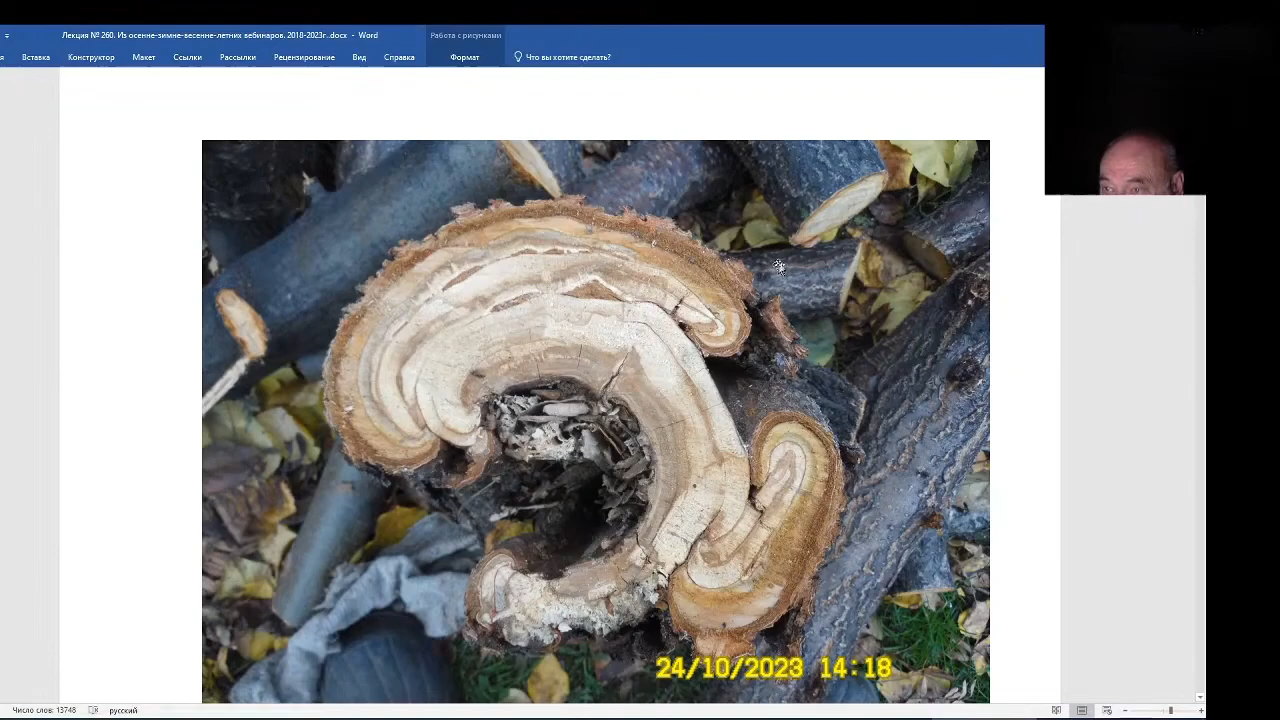 Лекция № 260. Из осенне-зимне-весенне-летних вебинаров. 2018-2023г..docx - Word
Работа с рисунками
Вставка
Конструктор
Макет
Ссылки
Рассылки
Рецензирование
Вид
Справка
Формат
Что вы хотите сделать?
24/10/2023 14:18
Число слов: 13748
русский